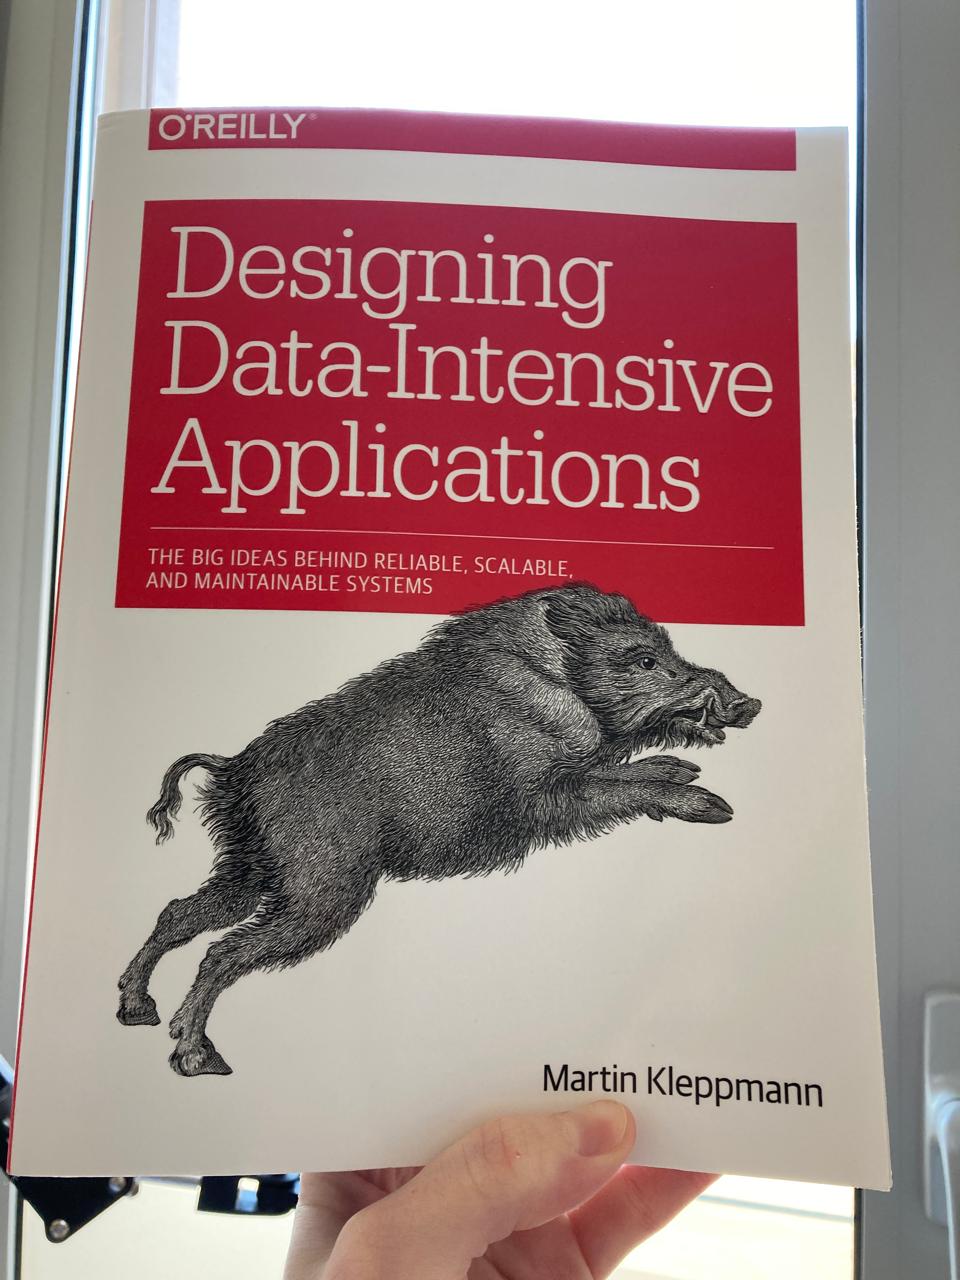 O'REILLY®
Designing
Data-Intensive
Applications
THE BIG IDEAS BEHIND RELIABLE, SCALABLE,
AND MAINTAINABLE SYSTEMS
Martin Kleppmann